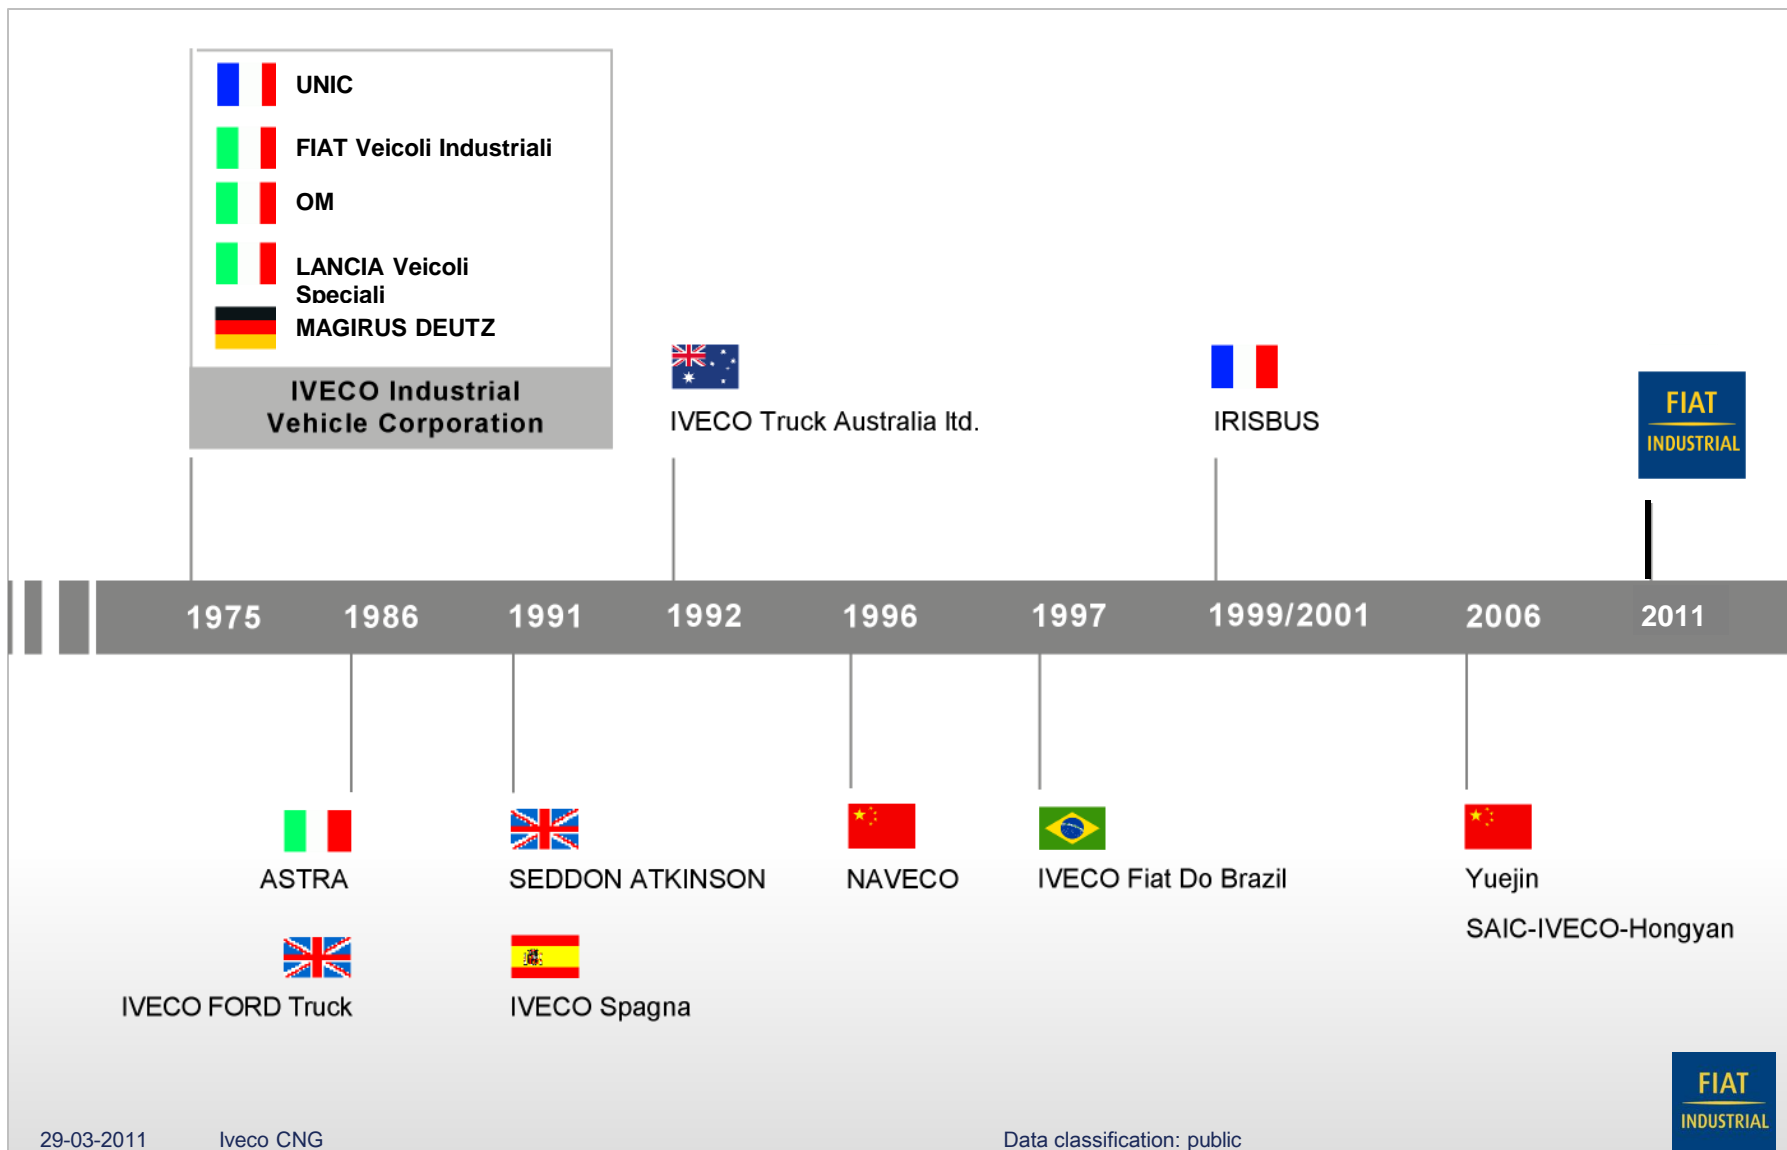 UNIC
FIAT Veicoli Industriali
OM
LANCIA Veicoli
Speciali
MAGIRUS DEUTZ
IVECO Industrial
Vehicle Corporation
IVECO Truck Australia ltd.
IRISBUS
FIAT
INDUSTRIAL
1975
1986
1991
1992
1996
1997
1999/2001
2006
2011
ASTRA
SEDDON ATKINSON
NAVECO
IVECO Fiat Do Brazil
Yuejin
SAIC-IVECO-Hongyan
IVECO FORD Truck
IVECO Spagna
FIAT
INDUSTRIAL
29-03-2011
Iveco CNG
Data classification: public